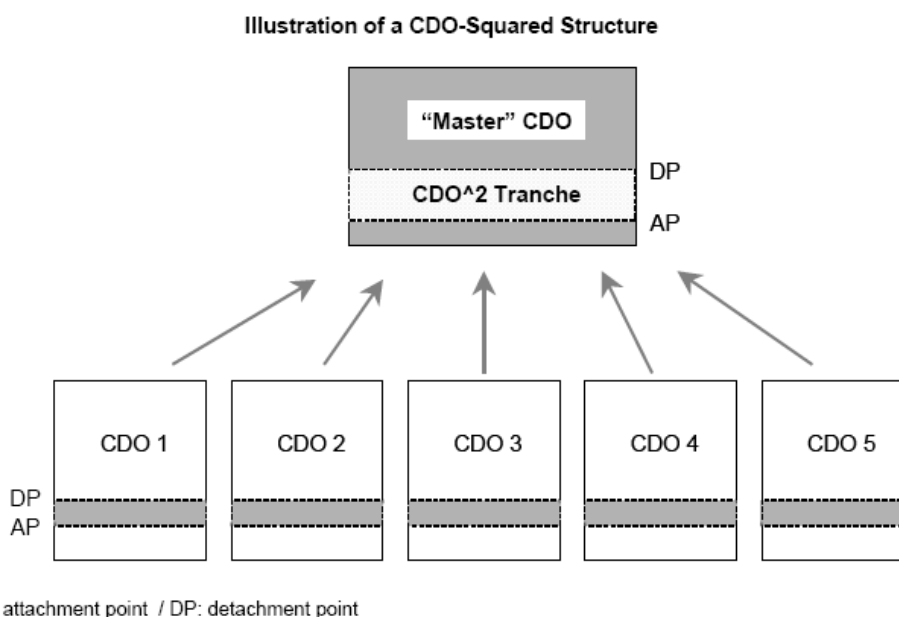 Illustration of a CDO-Squared Structure
“Master” CDO
DP
CDO^2 Tranche
AP
CDO 1
CDO 2
CDO 3
CDO 4
CDO 5
DP
AP
attachment point / DP: detachment point